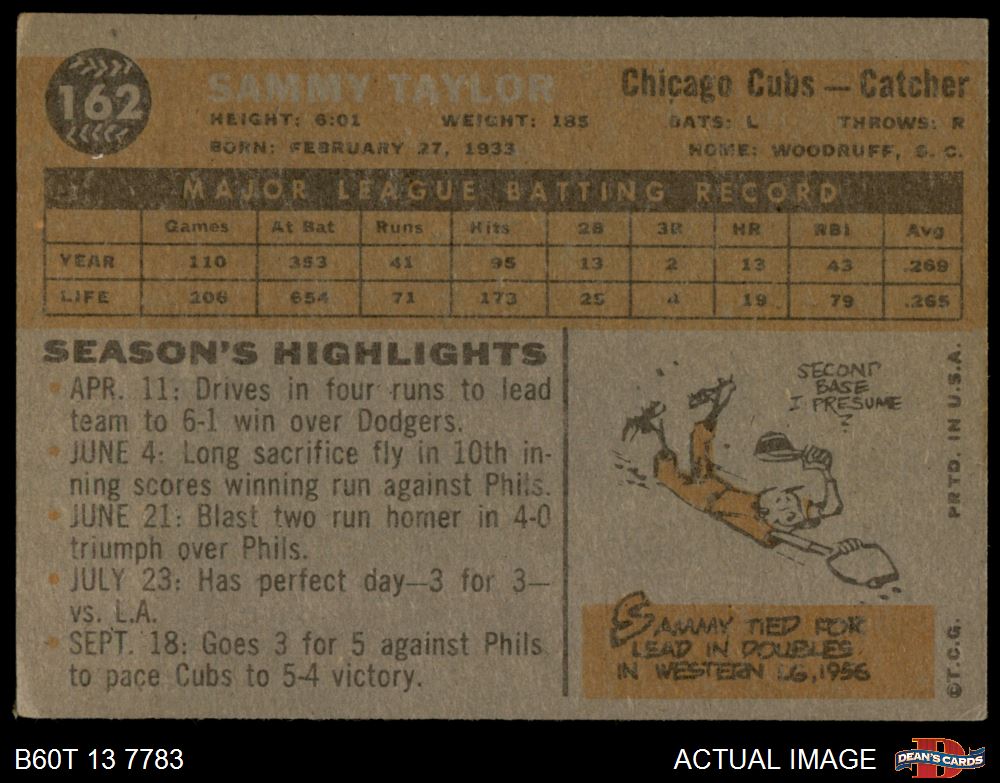 162
SAMMY TAYLOR
Chicago Cubs — Catcher
HEIGHT: 6:01 WEIGHT: 185 BATS: L THROWS: R
BORN: FEBRUARY 27, 1933 HOME: WOODRUFF, S. C.
MAJOR LEAGUE BATTING RECORD
Games At Bat Runs Hits 2B 3B HR RBI Avg
YEAR 110 353 41 95 13 2 13 43 .269
LIFE 206 654 71 173 25 4 19 79 .265
SEASON'S HIGHLIGHTS
• APR. 11: Drives in four runs to lead
team to 6-1 win over Dodgers.
• JUNE 4: Long sacrifice fly in 10th in-
ning scores winning run against Phils.
• JUNE 21: Blast two run homer in 4-0
triumph over Phils.
• JULY 23: Has perfect day—3 for 3—
vs. L.A.
• SEPT. 18: Goes 3 for 5 against Phils
to pace Cubs to 5-4 victory.
SECOND
BASE
I PRESUME
?
SAMMY TIED FOR
LEAD IN DOUBLES
IN WESTERN LG, 1956
©T.C.G. PRTD. IN U.S.A.
B60T 13 7783
ACTUAL IMAGE
D
DEAN'S CARDS